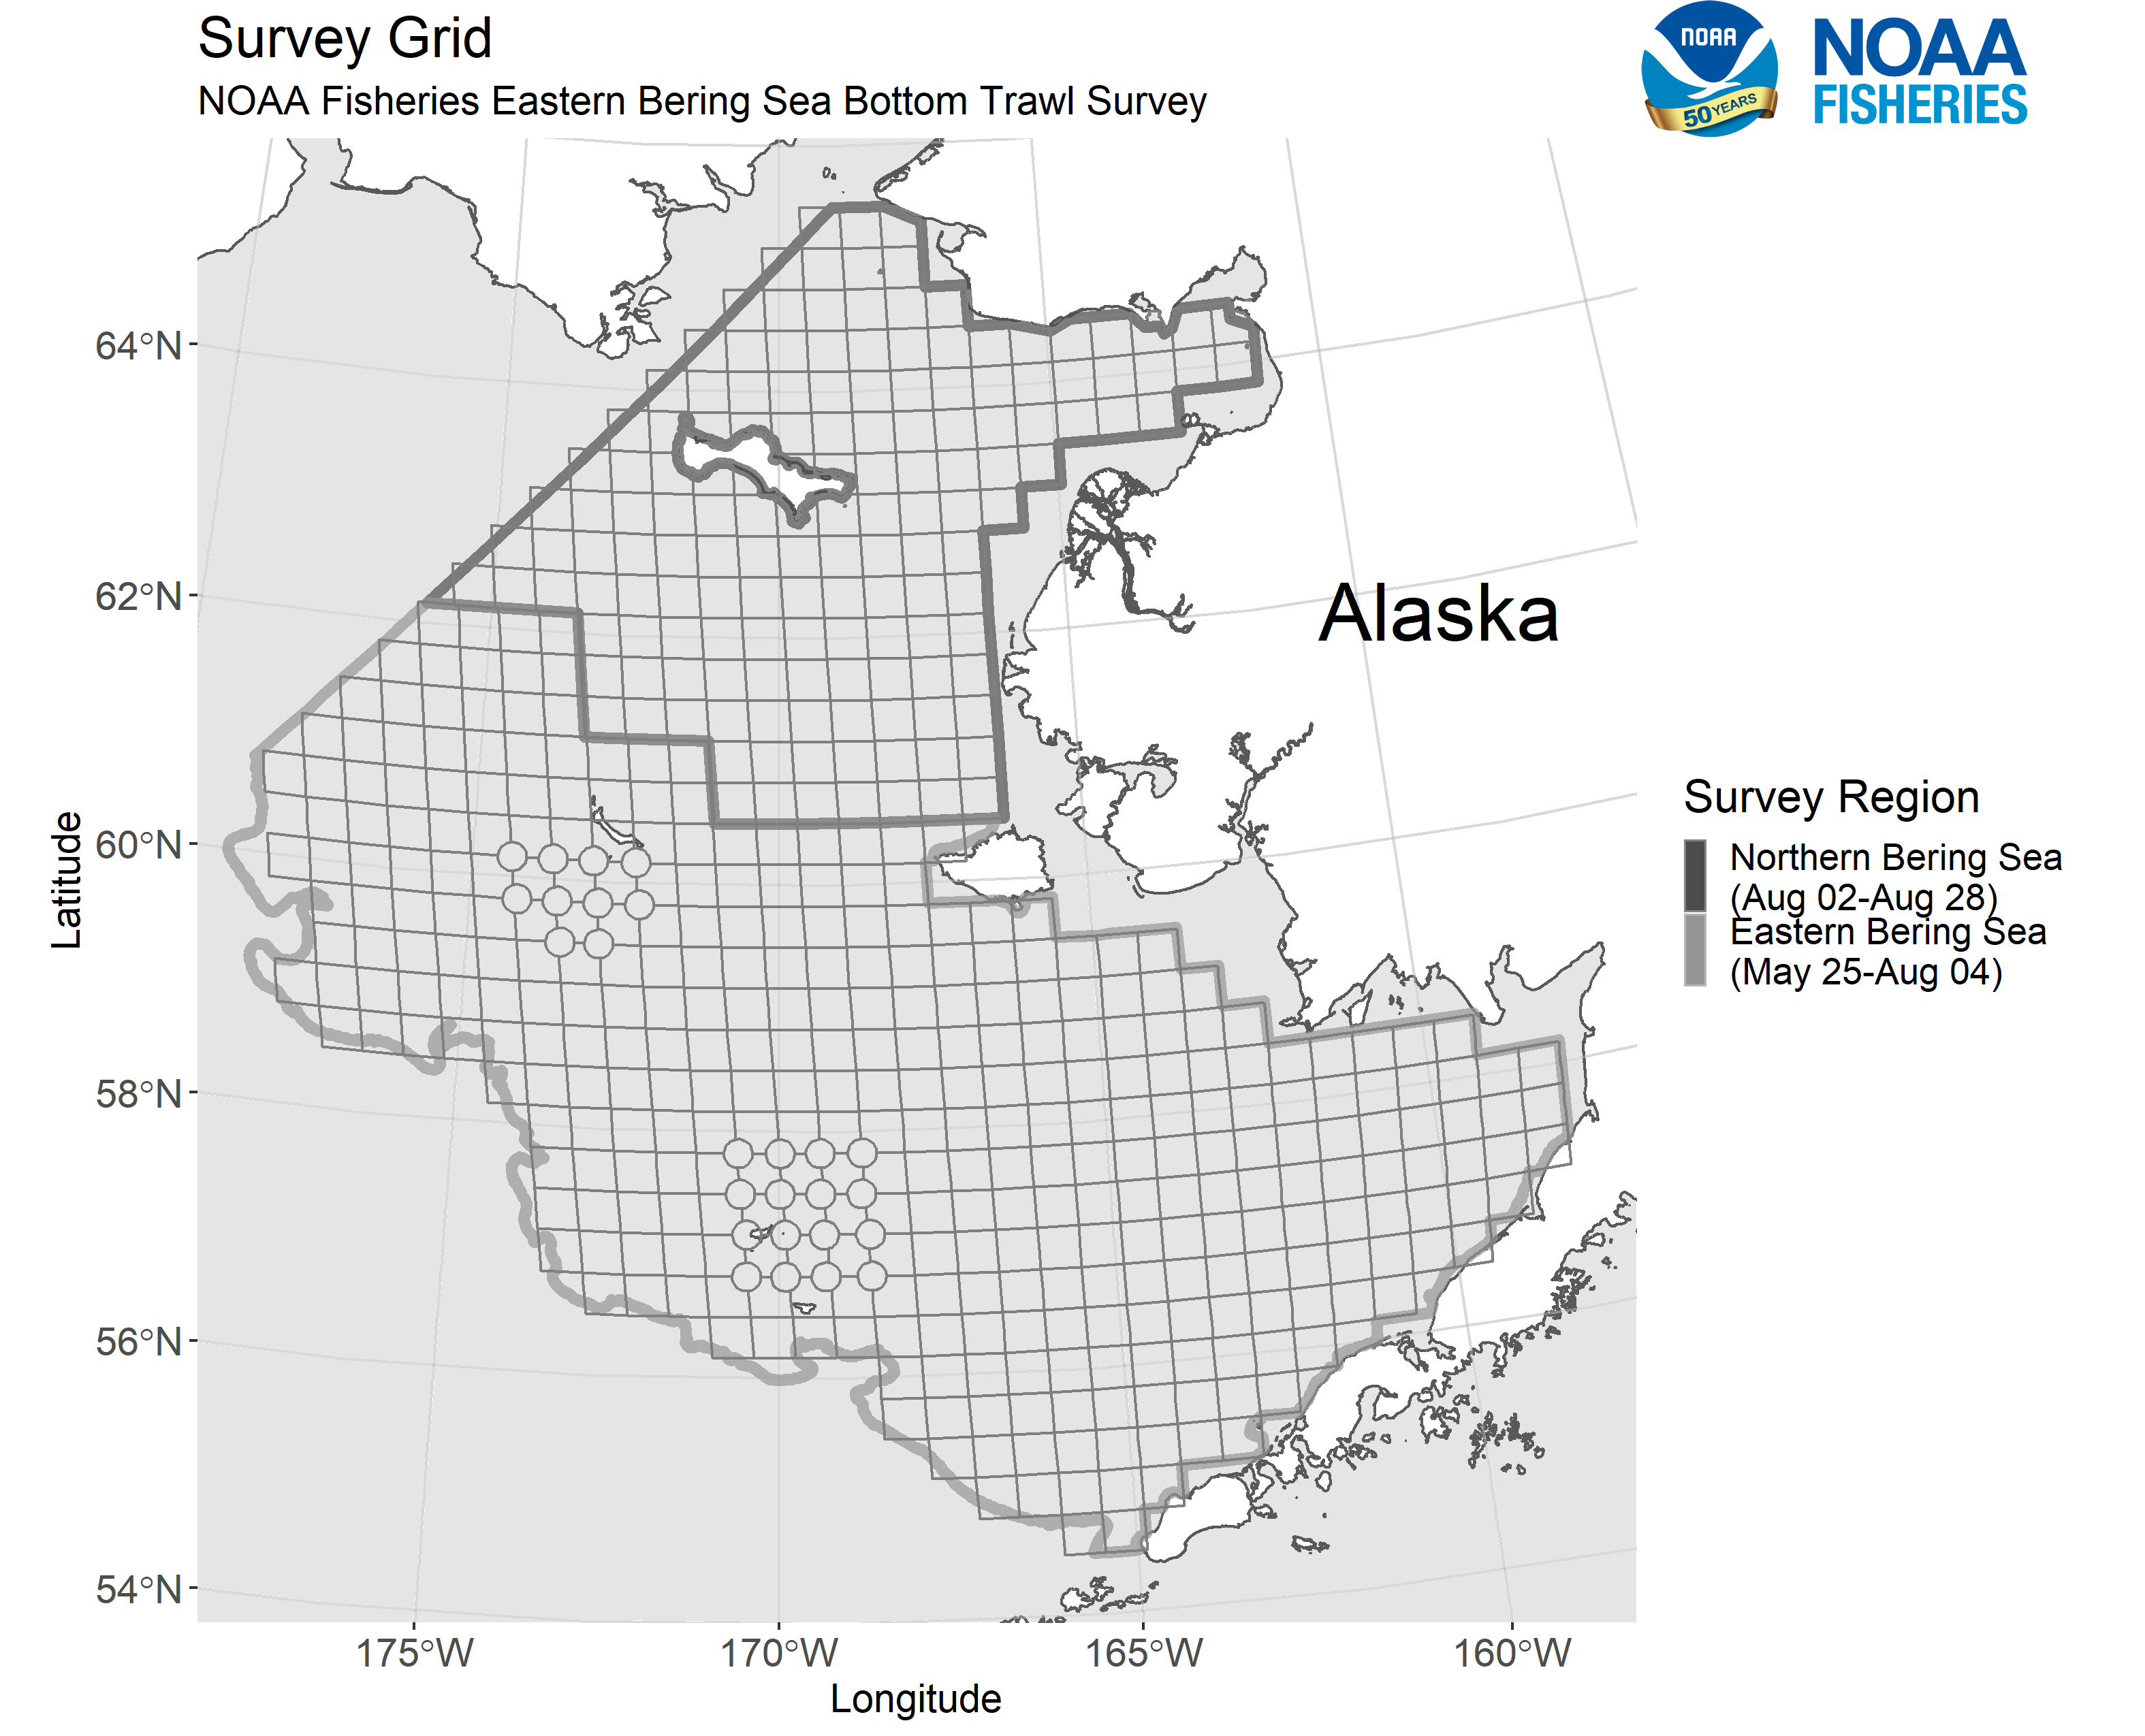 Survey Grid
NOAA Fisheries Eastern Bering Sea Bottom Trawl Survey
NOAA
50 YEARS
NOAA
FISHERIES
64°N
62°N
60°N
58°N
56°N
54°N
Latitude
Alaska
Survey Region
Northern Bering Sea
(Aug 02-Aug 28)
Eastern Bering Sea
(May 25-Aug 04)
175°W
170°W
165°W
160°W
Longitude